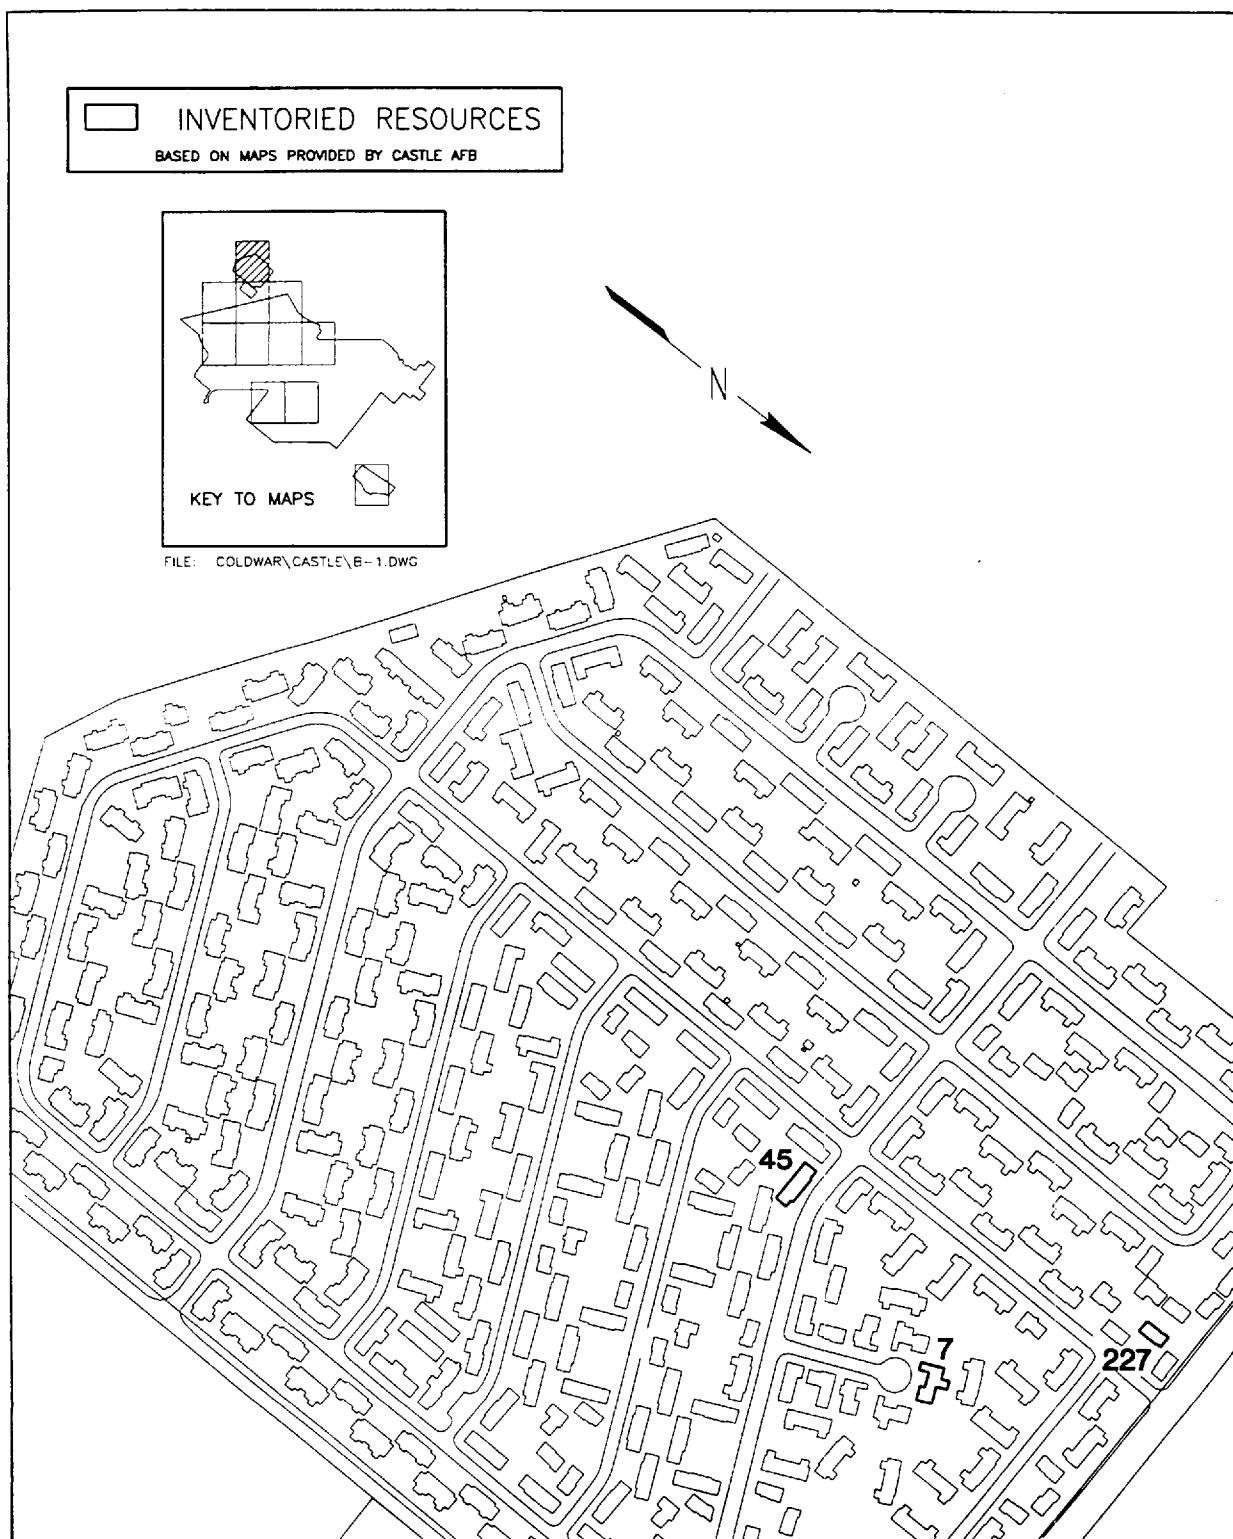 INVENTORIED RESOURCES
BASED ON MAPS PROVIDED BY CASTLE AFB
KEY TO MAPS
FILE: COLDWAR\CASTLE\B-1.DWG
N
45
7
227